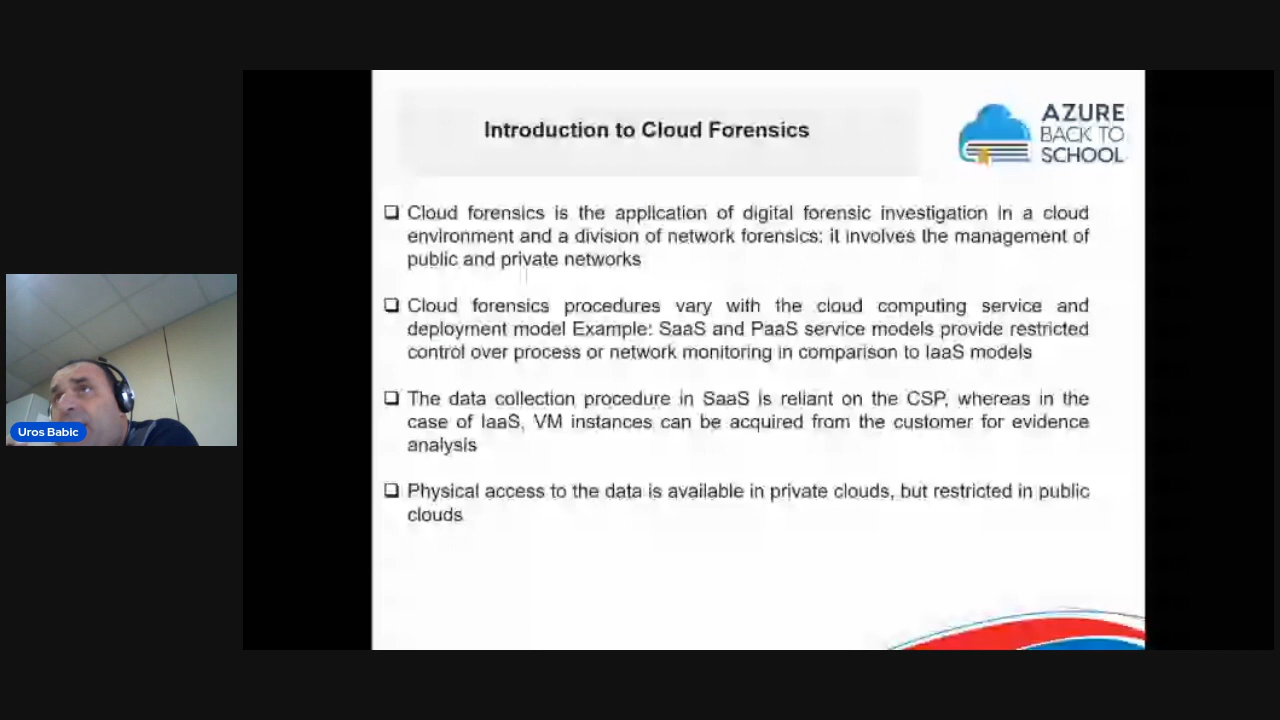 Introduction to Cloud Forensics
AZURE
BACK TO
SCHOOL
Cloud forensics is the application of digital forensic investigation in a cloud
environment and a division of network forensics: it involves the management of
public and private networks
Cloud forensics procedures vary with the cloud computing service and
deployment model Example: SaaS and PaaS service models provide restricted
control over process or network monitoring in comparison to IaaS models
The data collection procedure in SaaS is reliant on the CSP, whereas in the
case of IaaS, VM instances can be acquired from the customer for evidence
analysis
Physical access to the data is available in private clouds, but restricted in public
clouds
Uros Babic